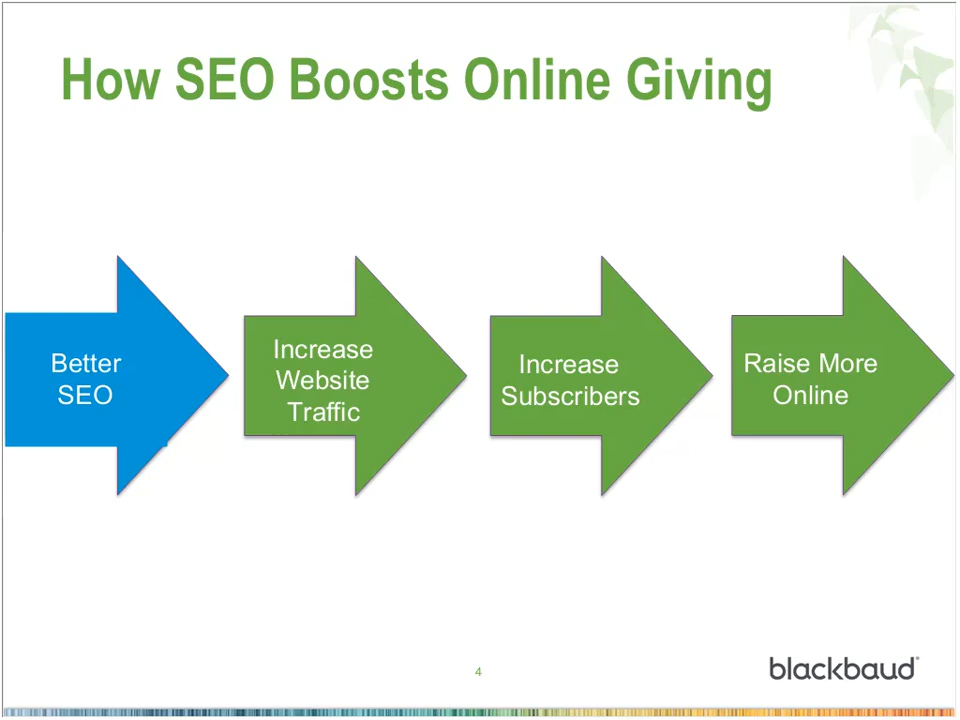 How SEO Boosts Online Giving
Better
SEO
Increase
Website
Traffic
Increase
Subscribers
Raise More
Online
4
blackbaud®